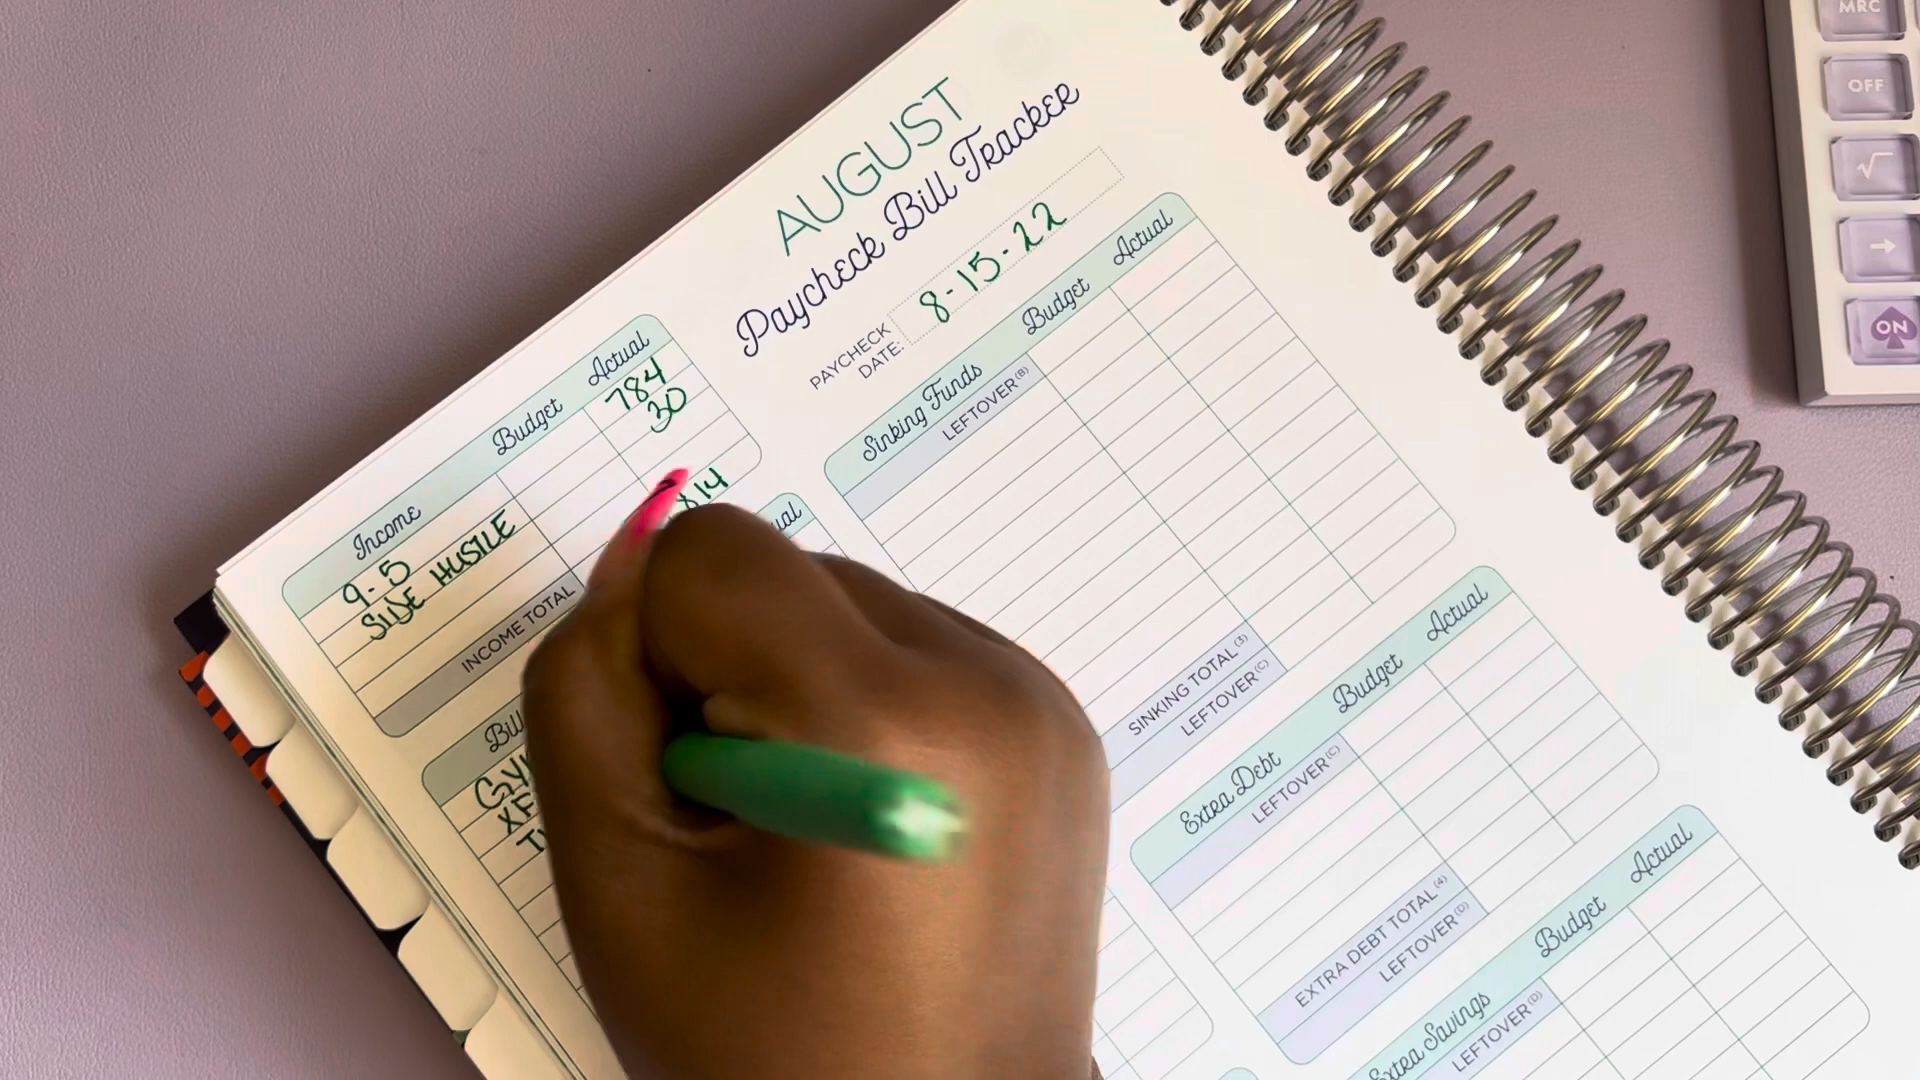 AUGUST
Paycheck Bill Tracker
PAYCHECK DATE: 8-15-22
Income Budget Actual
9-5 784
SIDE HUSTLE 30
INCOME TOTAL 814
Sinking Funds Budget Actual
LEFTOVER (B)
SINKING TOTAL (3)
LEFTOVER (C)
Extra Debt Budget Actual
LEFTOVER (C)
EXTRA DEBT TOTAL (4)
LEFTOVER (D)
Extra Savings Budget Actual
LEFTOVER (D)
MRC
OFF
√
→
ON